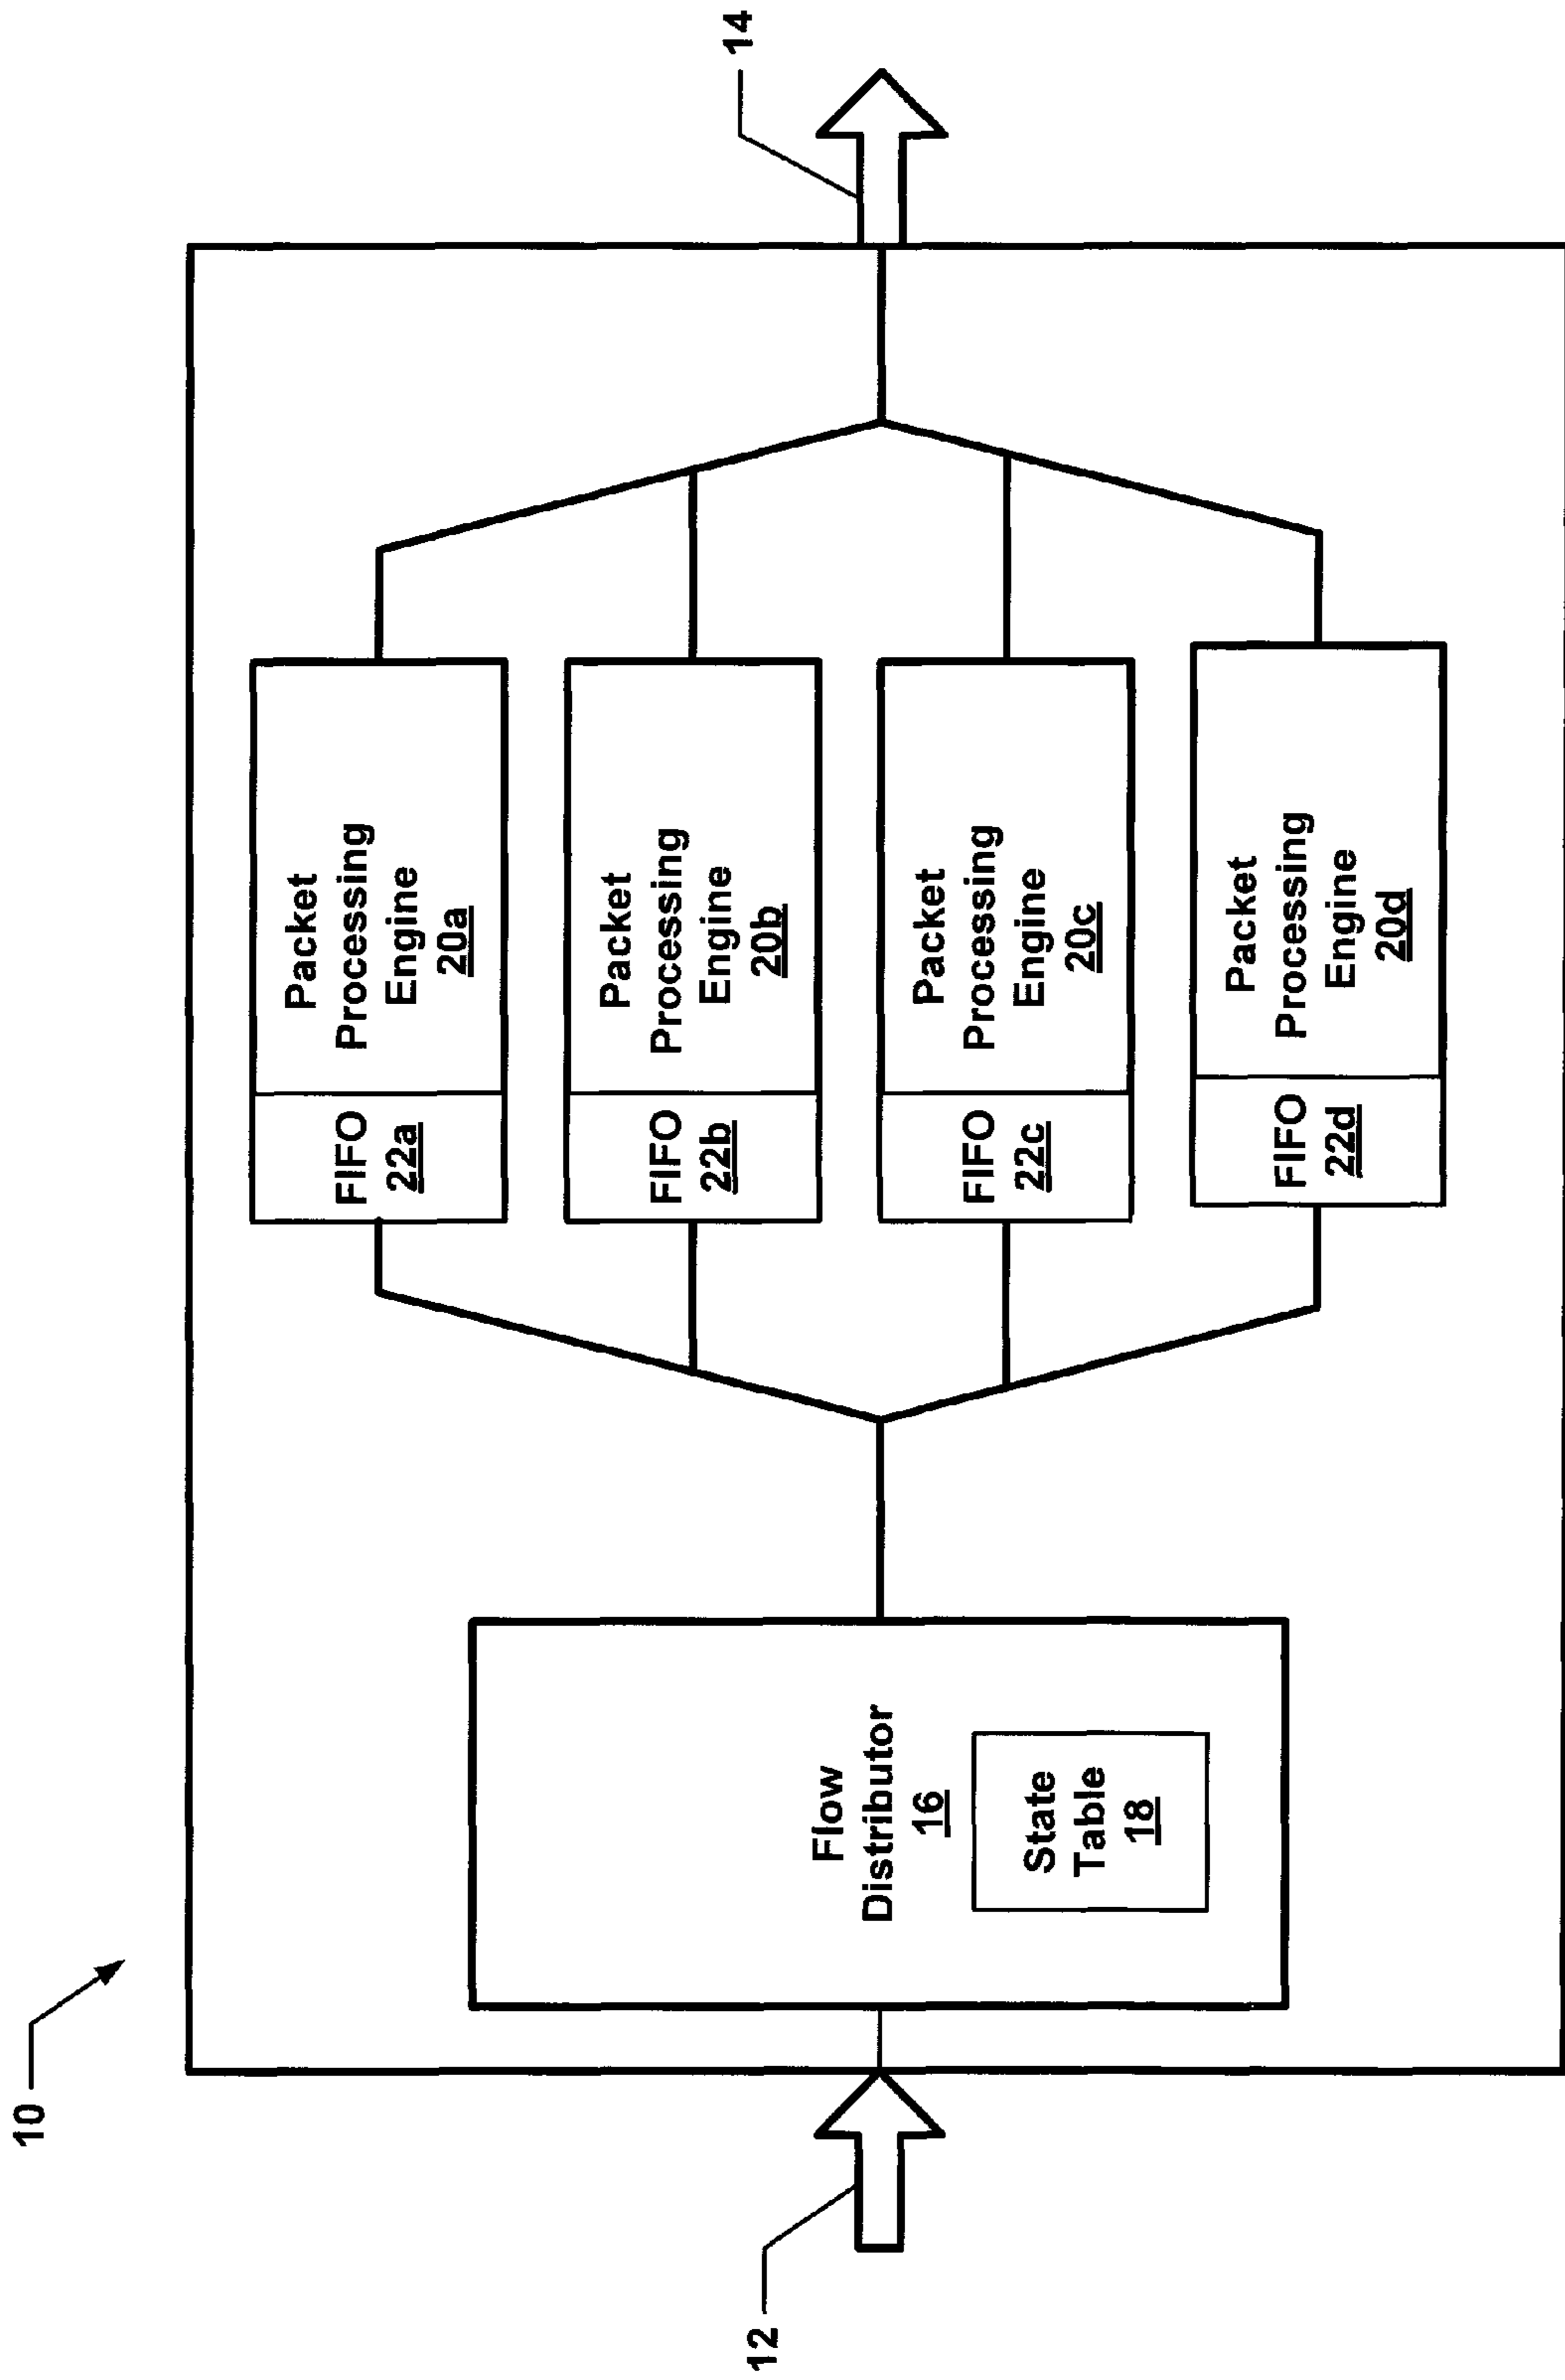 10
12
14
Flow
Distributor
16
State
Table
18
FIFO
22a
Packet
Processing
Engine
20a
FIFO
22b
Packet
Processing
Engine
20b
FIFO
22c
Packet
Processing
Engine
20c
FIFO
22d
Packet
Processing
Engine
20d